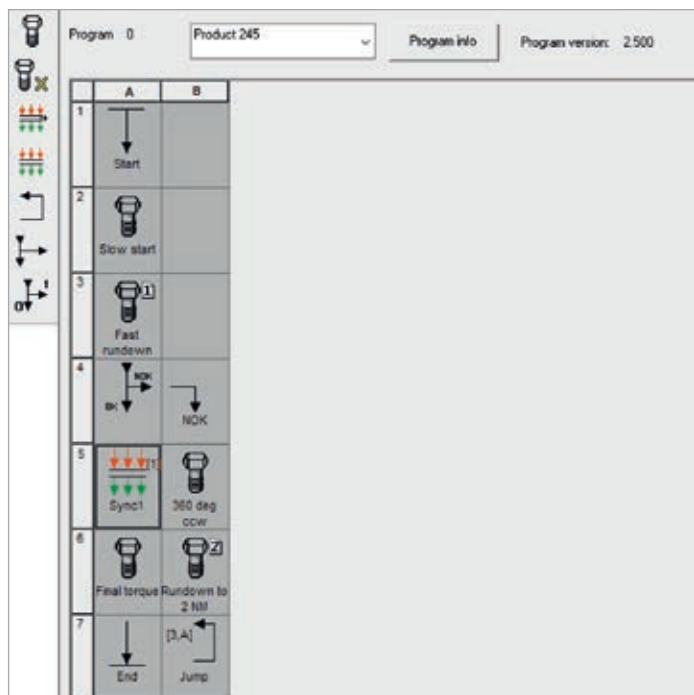 Program 0 Product 245 Program info Program version: 2.500
A B
1
Start
2
Slow start
3
1
Fast
rundown
4
NOK
OK
NOK
5
[1]
Sync1 360 deg
ccw
6
2
Final torque Rundown to
2 NM
7
[3,A]
End Jump
X
1
0